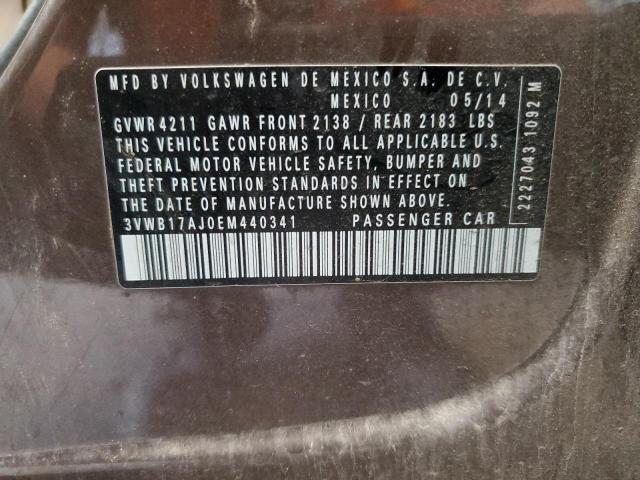 MFD BY VOLKSWAGEN DE MEXICO S.A. DE C.V.
MEXICO 05/14
GVWR 4211 GAWR FRONT 2138 / REAR 2183 LBS
THIS VEHICLE CONFORMS TO ALL APPLICABLE U.S.
FEDERAL MOTOR VEHICLE SAFETY, BUMPER AND
THEFT PREVENTION STANDARDS IN EFFECT ON
THE DATE OF MANUFACTURE SHOWN ABOVE.
3VWB17AJ0EM440341 PASSENGER CAR
2227043 1092 M